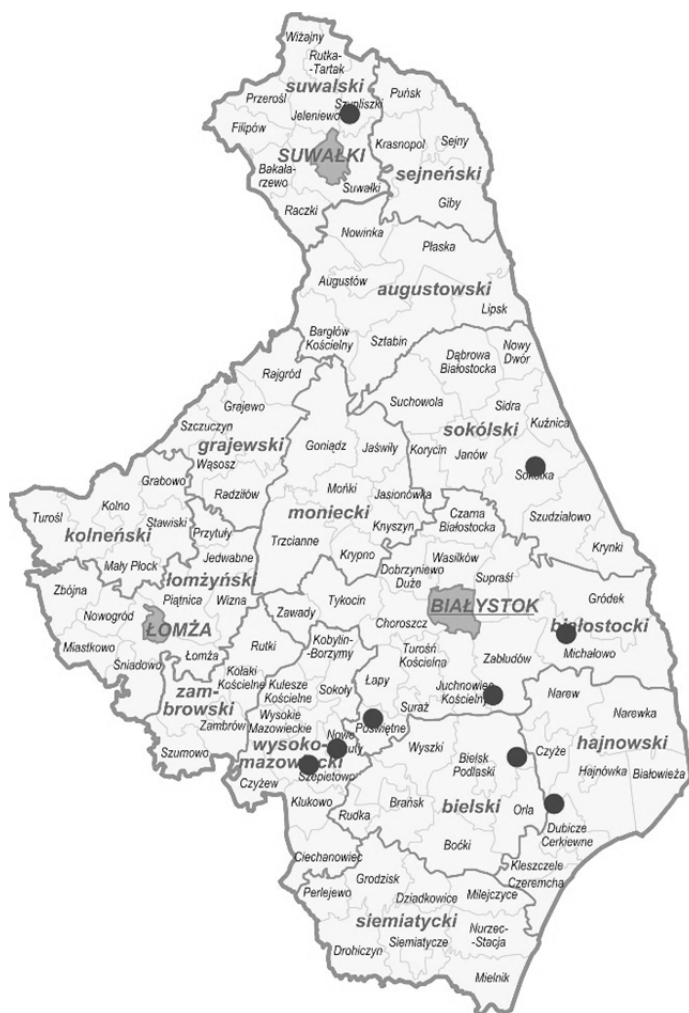 Wiżajny
Rutka-
-Tartak
suwalski
Szypliszki
Puńsk
Przerośl
Jeleniewo
Filipów
Krasnopol
Sejny
SUWAŁKI
Bakała-
rzewo
sejneński
Suwałki
Raczki
Giby
Nowinka
Płaska
Augustów
augustowski
Lipsk
Bargłów
Kościelny
Sztabin
Nowy
Dwór
Dąbrowa
Białostocka
Rajgród
Suchowola
Sidra
Grajewo
Kuźnica
Szczuczyn
sokólski
grajewski
Goniądz
Jaświły
Korycin
Janów
Wąsosz
Sokółka
Grabowo
Mońki
Radziłów
Jasionówka
Kolno
moniecki
Czarna
Białostocka
Szudziałowo
Turośl
Stawiski
Knyszyn
kolneński
Przytuły
Trzcianne
Krynki
Mały Płock
Jedwabne
Krypno
Wasilków
Dobrzyniewo
Duże
Supraśl
Zbójna
łomżyński
Piątnica
Wizna
Tykocin
BIAŁYSTOK
Gródek
Nowogród
Zawady
Choroszcz
białostocki
ŁOMŻA
Miastkowo
Rutki
Kobylin-
-Borzymy
Turośń
Kościelna
Michałowo
Śniadowo
Łomża
Zabłudów
Kołaki
Kościelne
Kulesze
Kościelne
Sokoły
Łapy
Juchnowiec
Kościelny
Narew
zam-
browski
Suraż
Narewka
Zambrów
Wysokie
Mazowieckie
Nowe
Piekuty
Poświętne
hajnowski
Szumowo
wysoko-
mazowiecki
Wyszki
Bielsk
Podlaski
Czyże
Szepietowo
Hajnówka
Białowieża
Czyżew
bielski
Klukowo
Brańsk
Orla
Rudka
Dubicze
Cerkiewne
Boćki
Ciechanowiec
Kleszczele
Grodzisk
Czeremcha
Perlejewo
Dziadkowice
Milejczyce
siemiatycki
Nurzec-
-Stacja
Drohiczyn
Siemiatycze
Mielnik